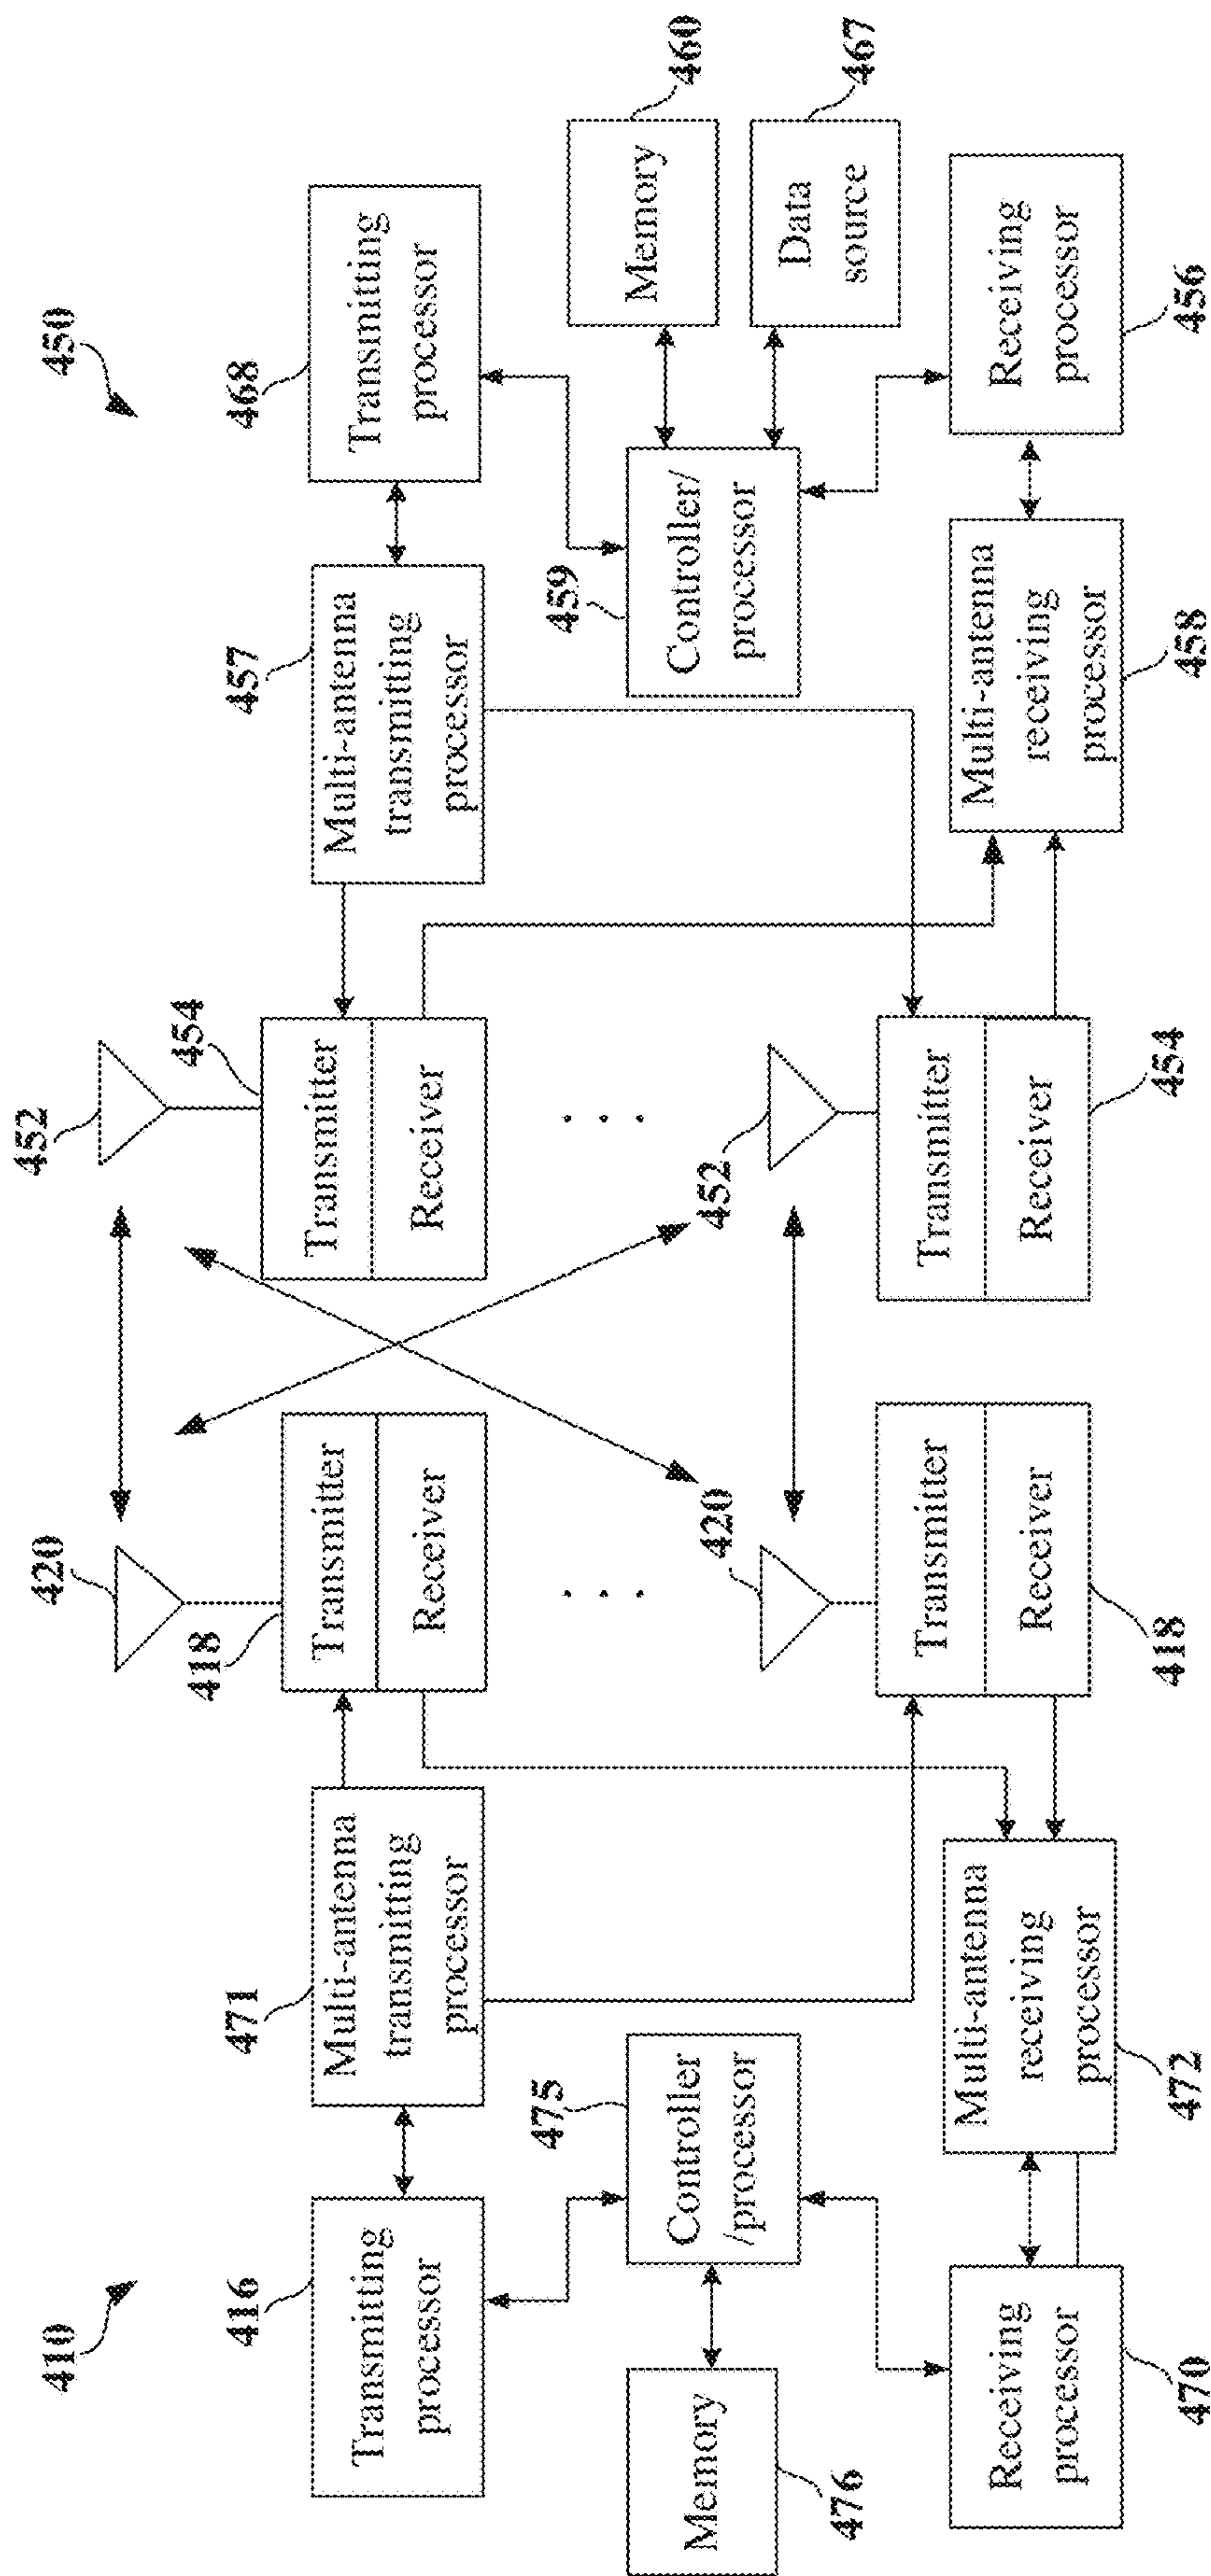 410
416
Transmitting
processor
471
Multi-antenna
transmitting
processor
475
Controller
/processor
Memory
476
Receiving
processor
470
Multi-antenna
receiving
processor
472
420
418
Transmitter
Receiver
. . .
420
Transmitter
Receiver
418
450
452
454
Transmitter
Receiver
. . .
452
Transmitter
Receiver
454
457
Multi-antenna
transmitting
processor
468
Transmitting
processor
459
Controller/
processor
Memory
460
Data
source
467
Multi-antenna
receiving
processor
458
Receiving
processor
456